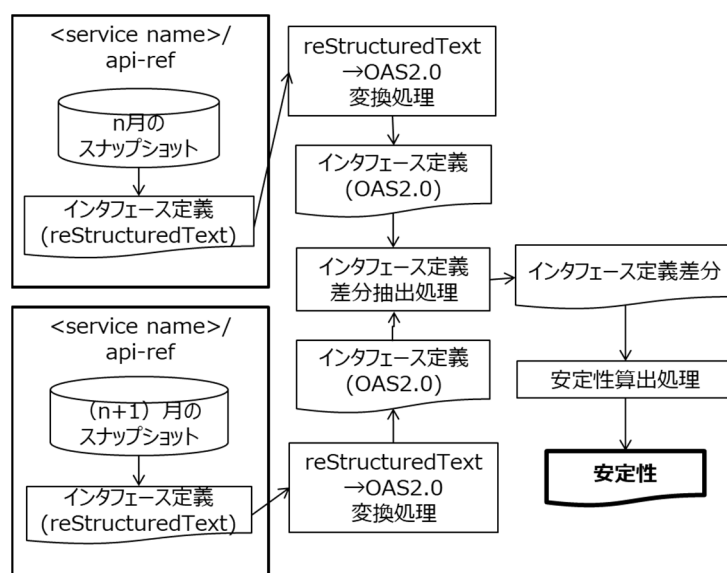 <service name>/
api-ref
n月の
スナップショット
インタフェース定義
(reStructuredText)
reStructuredText
→OAS2.0
変換処理
インタフェース定義
(OAS2.0)
インタフェース定義
差分抽出処理
インタフェース定義差分
安定性算出処理
安定性
<service name>/
api-ref
（n+1）月の
スナップショット
インタフェース定義
(reStructuredText)
インタフェース定義
(OAS2.0)
reStructuredText
→OAS2.0
変換処理